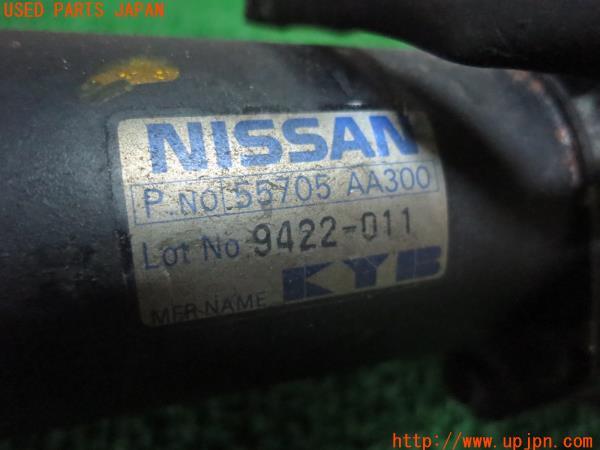 USED PARTS JAPAN
NISSAN
P.NO 55705 AA300
Lot No 9422-011
MFR NAME KYB
http://www.upjpn.com/